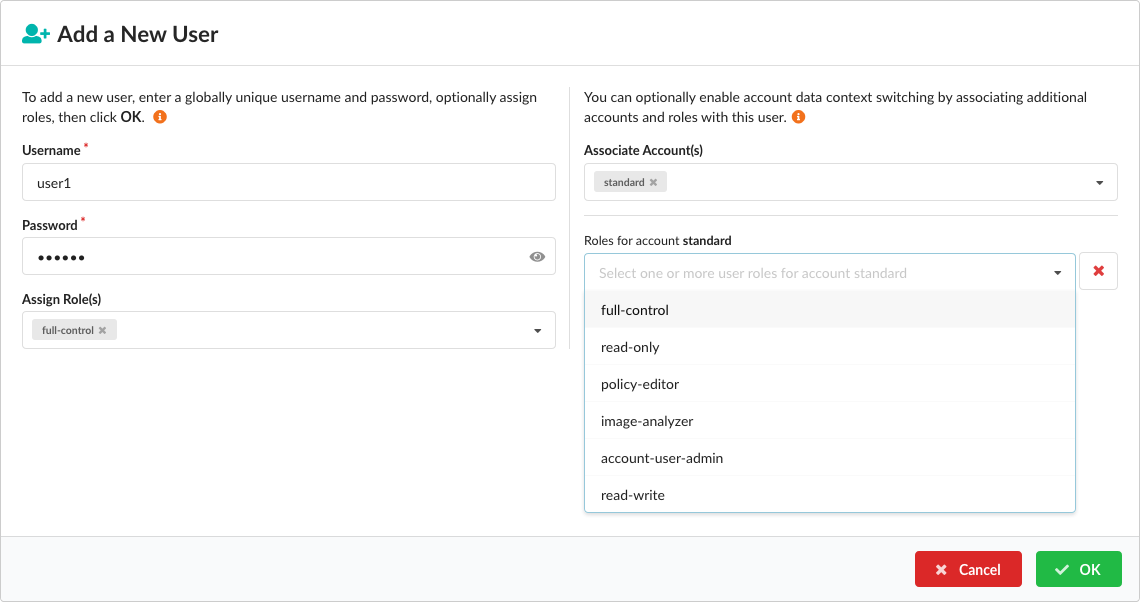 Add a New User
To add a new user, enter a globally unique username and password, optionally assign
roles, then click OK.
Username *
user1
Password *
••••••
Assign Role(s)
full-control
You can optionally enable account data context switching by associating additional
accounts and roles with this user.
Associate Account(s)
standard
Roles for account standard
Select one or more user roles for account standard
full-control
read-only
policy-editor
image-analyzer
account-user-admin
read-write
Cancel
OK